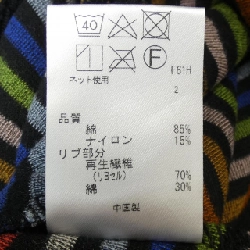 40
F
ネット使用
2
品質
綿 85%
ナイロン 15%
リブ部分
再生繊維
(リヨセル) 70%
綿 30%
中国製